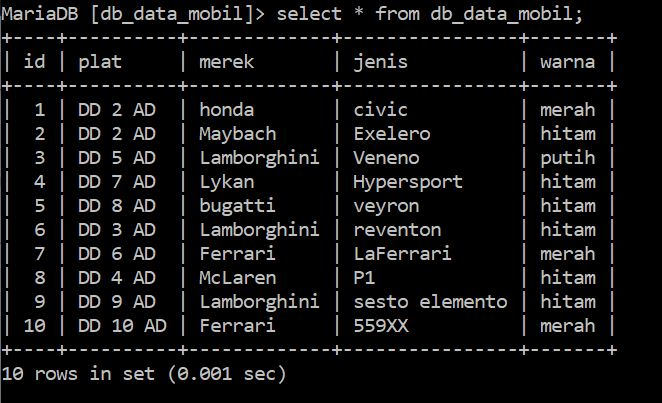 MariaDB [db_data_mobil]> select * from db_data_mobil;
+----+----------+-------------+----------------+-------+
| id | plat     | merek       | jenis          | warna |
+----+----------+-------------+----------------+-------+
|  1 | DD 2 AD  | honda       | civic          | merah |
|  2 | DD 2 AD  | Maybach     | Exelero        | hitam |
|  3 | DD 5 AD  | Lamborghini | Veneno         | putih |
|  4 | DD 7 AD  | Lykan       | Hypersport     | hitam |
|  5 | DD 8 AD  | bugatti     | veyron         | hitam |
|  6 | DD 3 AD  | Lamborghini | reventon       | hitam |
|  7 | DD 6 AD  | Ferrari     | LaFerrari      | merah |
|  8 | DD 4 AD  | McLaren     | P1             | hitam |
|  9 | DD 9 AD  | Lamborghini | sesto elemento | hitam |
| 10 | DD 10 AD | Ferrari     | 559XX          | merah |
+----+----------+-------------+----------------+-------+
10 rows in set (0.001 sec)